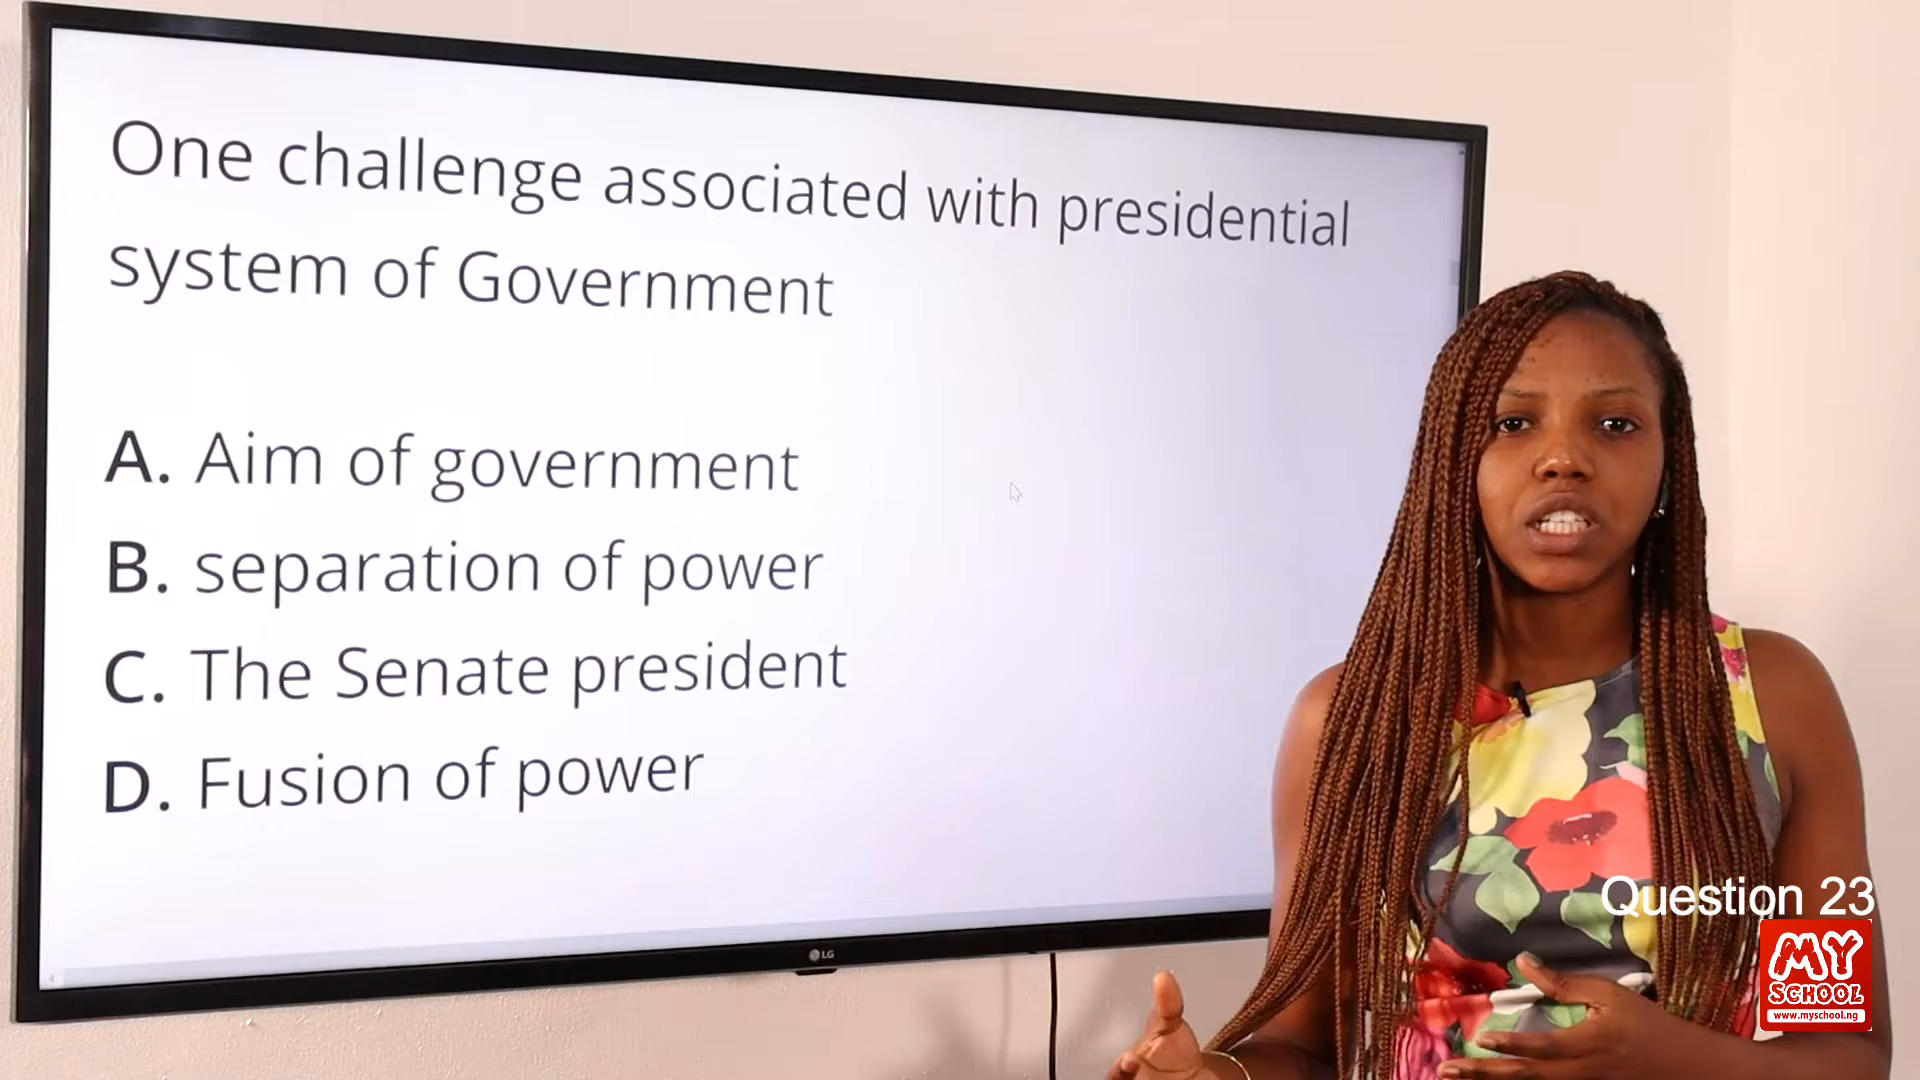 One challenge associated with presidential
system of Government
A. Aim of government
B. separation of power
C. The Senate president
D. Fusion of power
LG
Question 23
MY
SCHOOL
www.myschool.ng